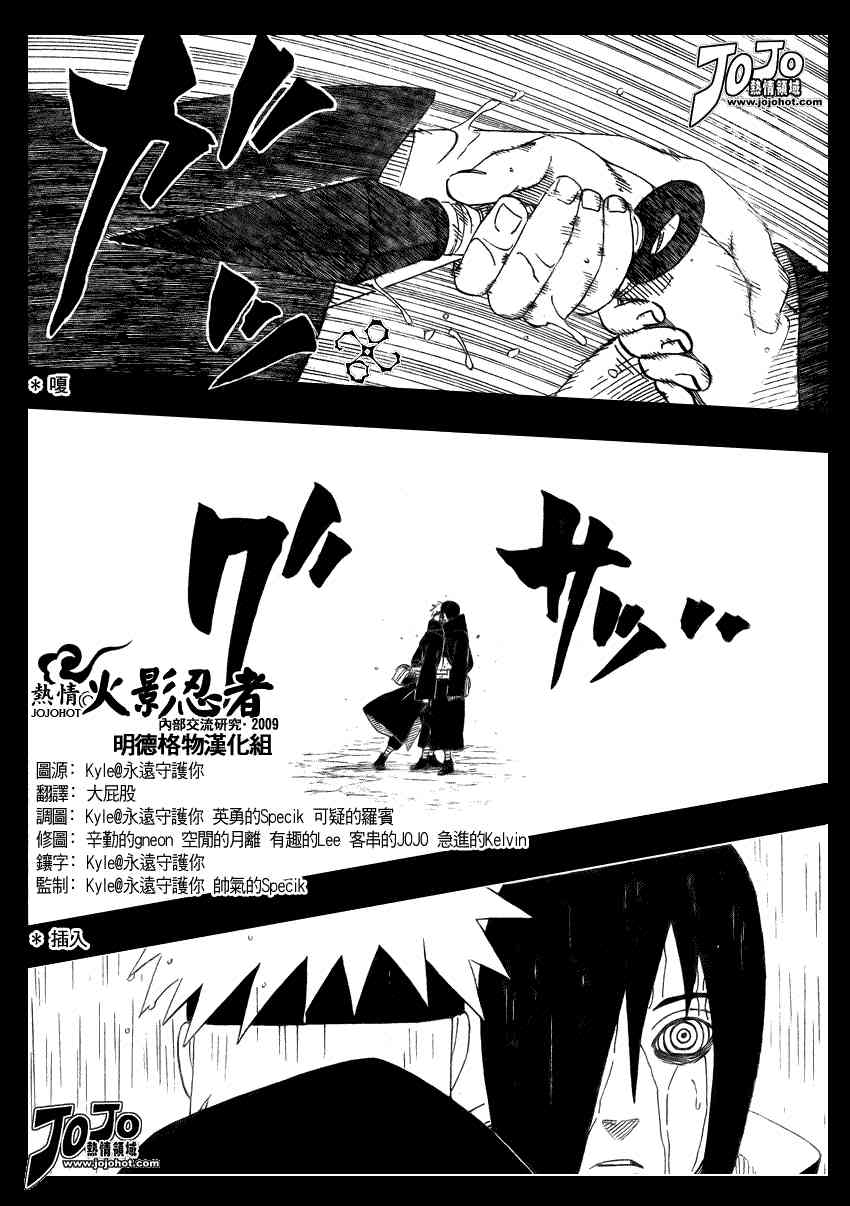 JOJO
熱情領域
www.jojohot.com
ガガッ
＊嗄
グサッ‥
熱情@火影忍者
JOJOHOT
內部交流研究·2009
明德格物漢化組
圖源：Kyle@永遠守護你
翻譯：大屁股
調圖：Kyle@永遠守護你 英勇的Specik 可疑的羅賓
修圖：辛勤的gneon 空閒的月離 有趣的Lee 客串的JOJO 急進的Kelvin
鑲字：Kyle@永遠守護你
監制：Kyle@永遠守護你 帥氣的Specik
＊插入
JOJO
熱情領域
www.jojohot.com